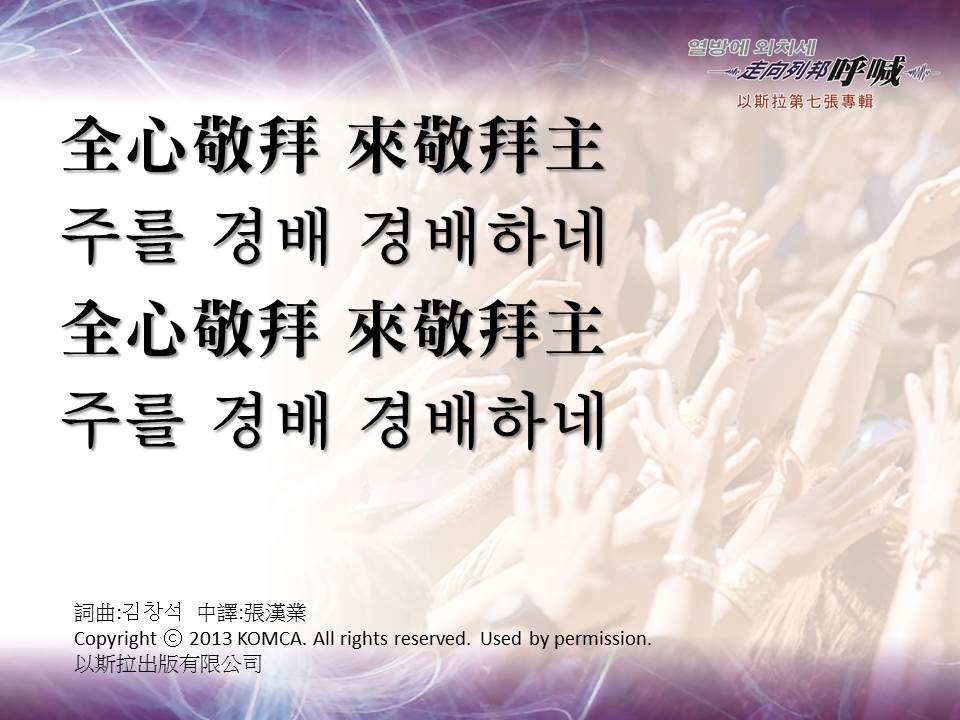 열방에 외치세
走向列邦呼喊
以斯拉第七張專輯
全心敬拜 來敬拜主
주를 경배 경배하네
全心敬拜 來敬拜主
주를 경배 경배하네
詞曲:김창석 中譯:張漢業
Copyright ⓒ 2013 KOMCA. All rights reserved. Used by permission.
以斯拉出版有限公司